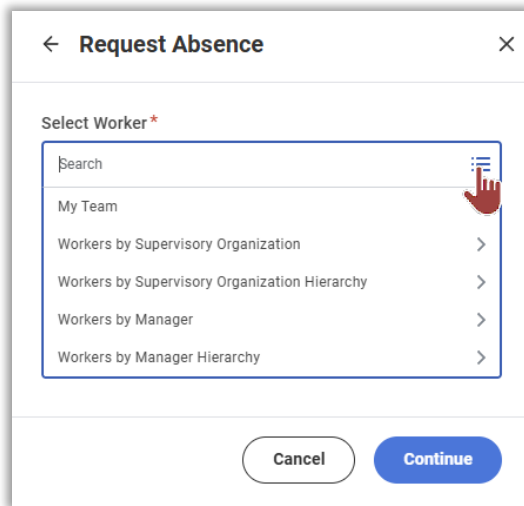 Request Absence
Select Worker*
Search
My Team
Workers by Supervisory Organization
Workers by Supervisory Organization Hierarchy
Workers by Manager
Workers by Manager Hierarchy
Cancel
Continue